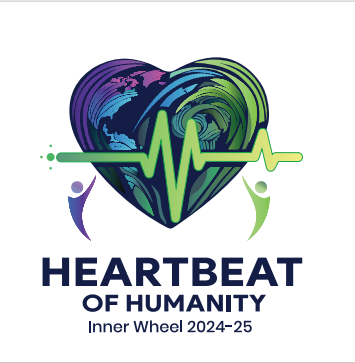 HEARTBEAT
OF HUMANITY
Inner Wheel 2024-25